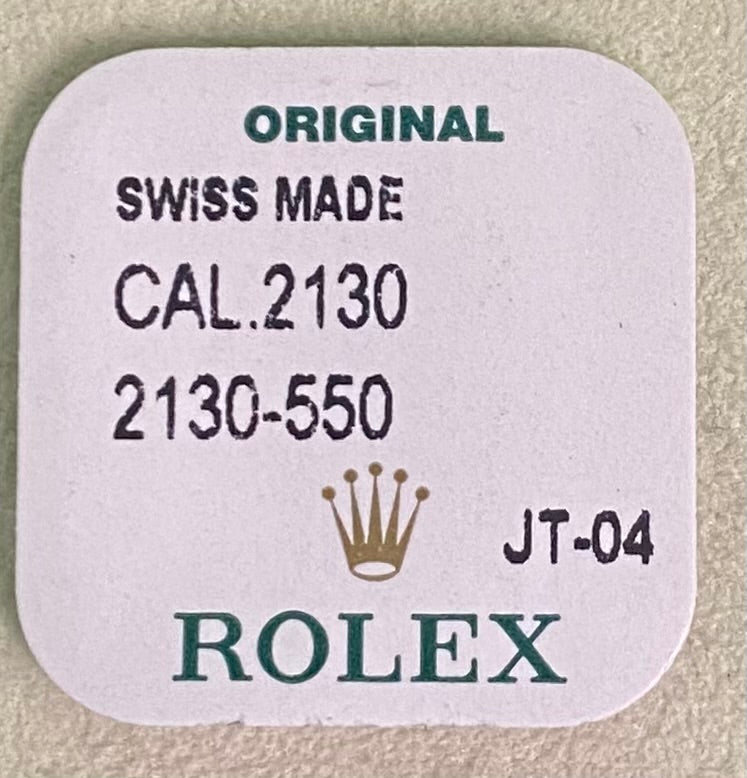 ORIGINAL
SWISS MADE
CAL.2130
2130-550
JT-04
ROLEX